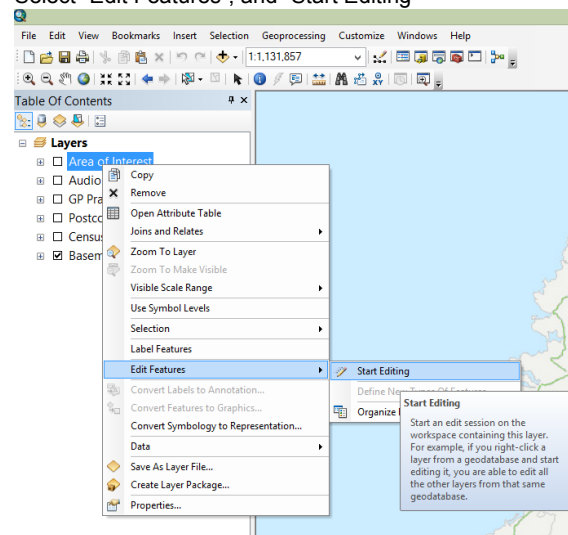 Select "Edit Features", and "Start Editing"
File Edit View Bookmarks Insert Selection Geoprocessing Customize Windows Help
1:1,131,857
Table Of Contents
Layers
Area of Interest
Audio
GP Pra
Postco
Census
Basem
Copy
Remove
Open Attribute Table
Joins and Relates
Zoom To Layer
Zoom To Make Visible
Visible Scale Range
Use Symbol Levels
Selection
Label Features
Edit Features
Convert Labels to Annotation...
Convert Features to Graphics...
Convert Symbology to Representation...
Data
Save As Layer File...
Create Layer Package...
Properties...
Start Editing
Define New Types Of Features...
Organize
Start Editing
Start an edit session on the
workspace containing this layer.
For example, if you right-click a
layer from a geodatabase and start
editing it, you are able to edit all
the other layers from that same
geodatabase.